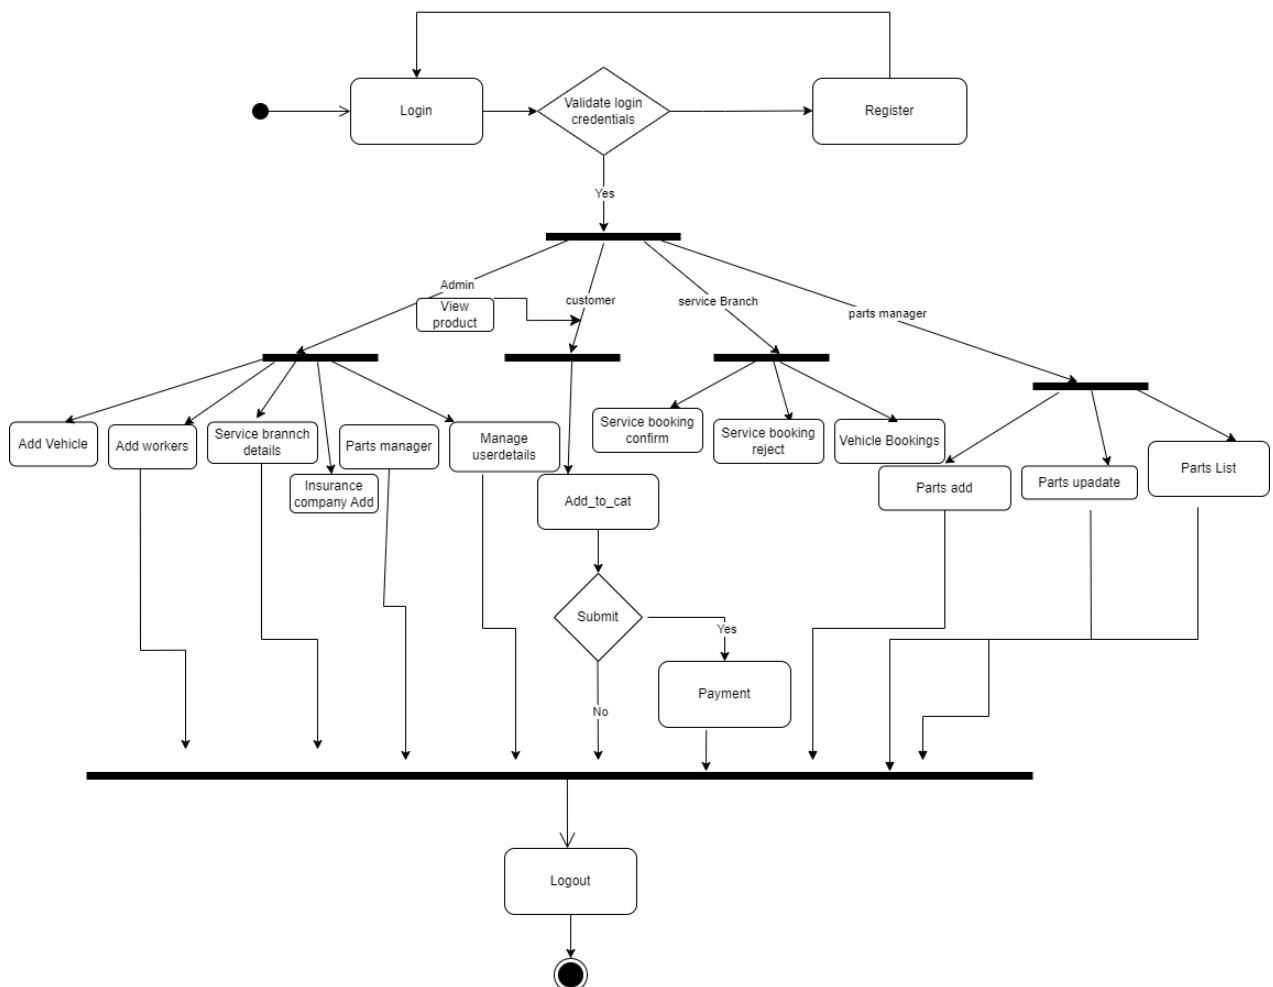 Login
Validate login
credentials
Register
Yes
Admin
View
product
customer
service Branch
parts manager
Add Vehicle
Add workers
Service brannch
details
Insurance
company Add
Parts manager
Manage
userdetails
Service booking
confirm
Service booking
reject
Vehicle Bookings
Parts add
Parts upadate
Parts List
Add_to_cat
Submit
Yes
Payment
No
Logout